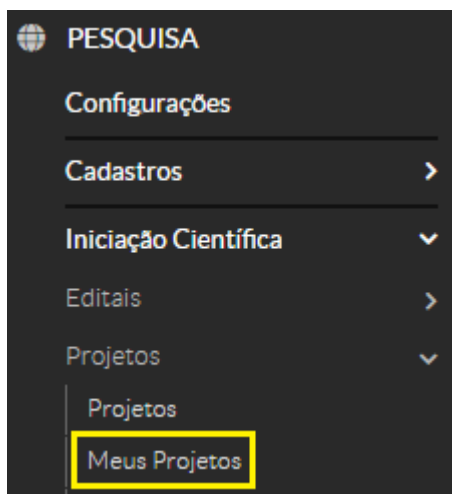 PESQUISA
Configurações
Cadastros
Iniciação Científica
Editais
Projetos
Projetos
Meus Projetos